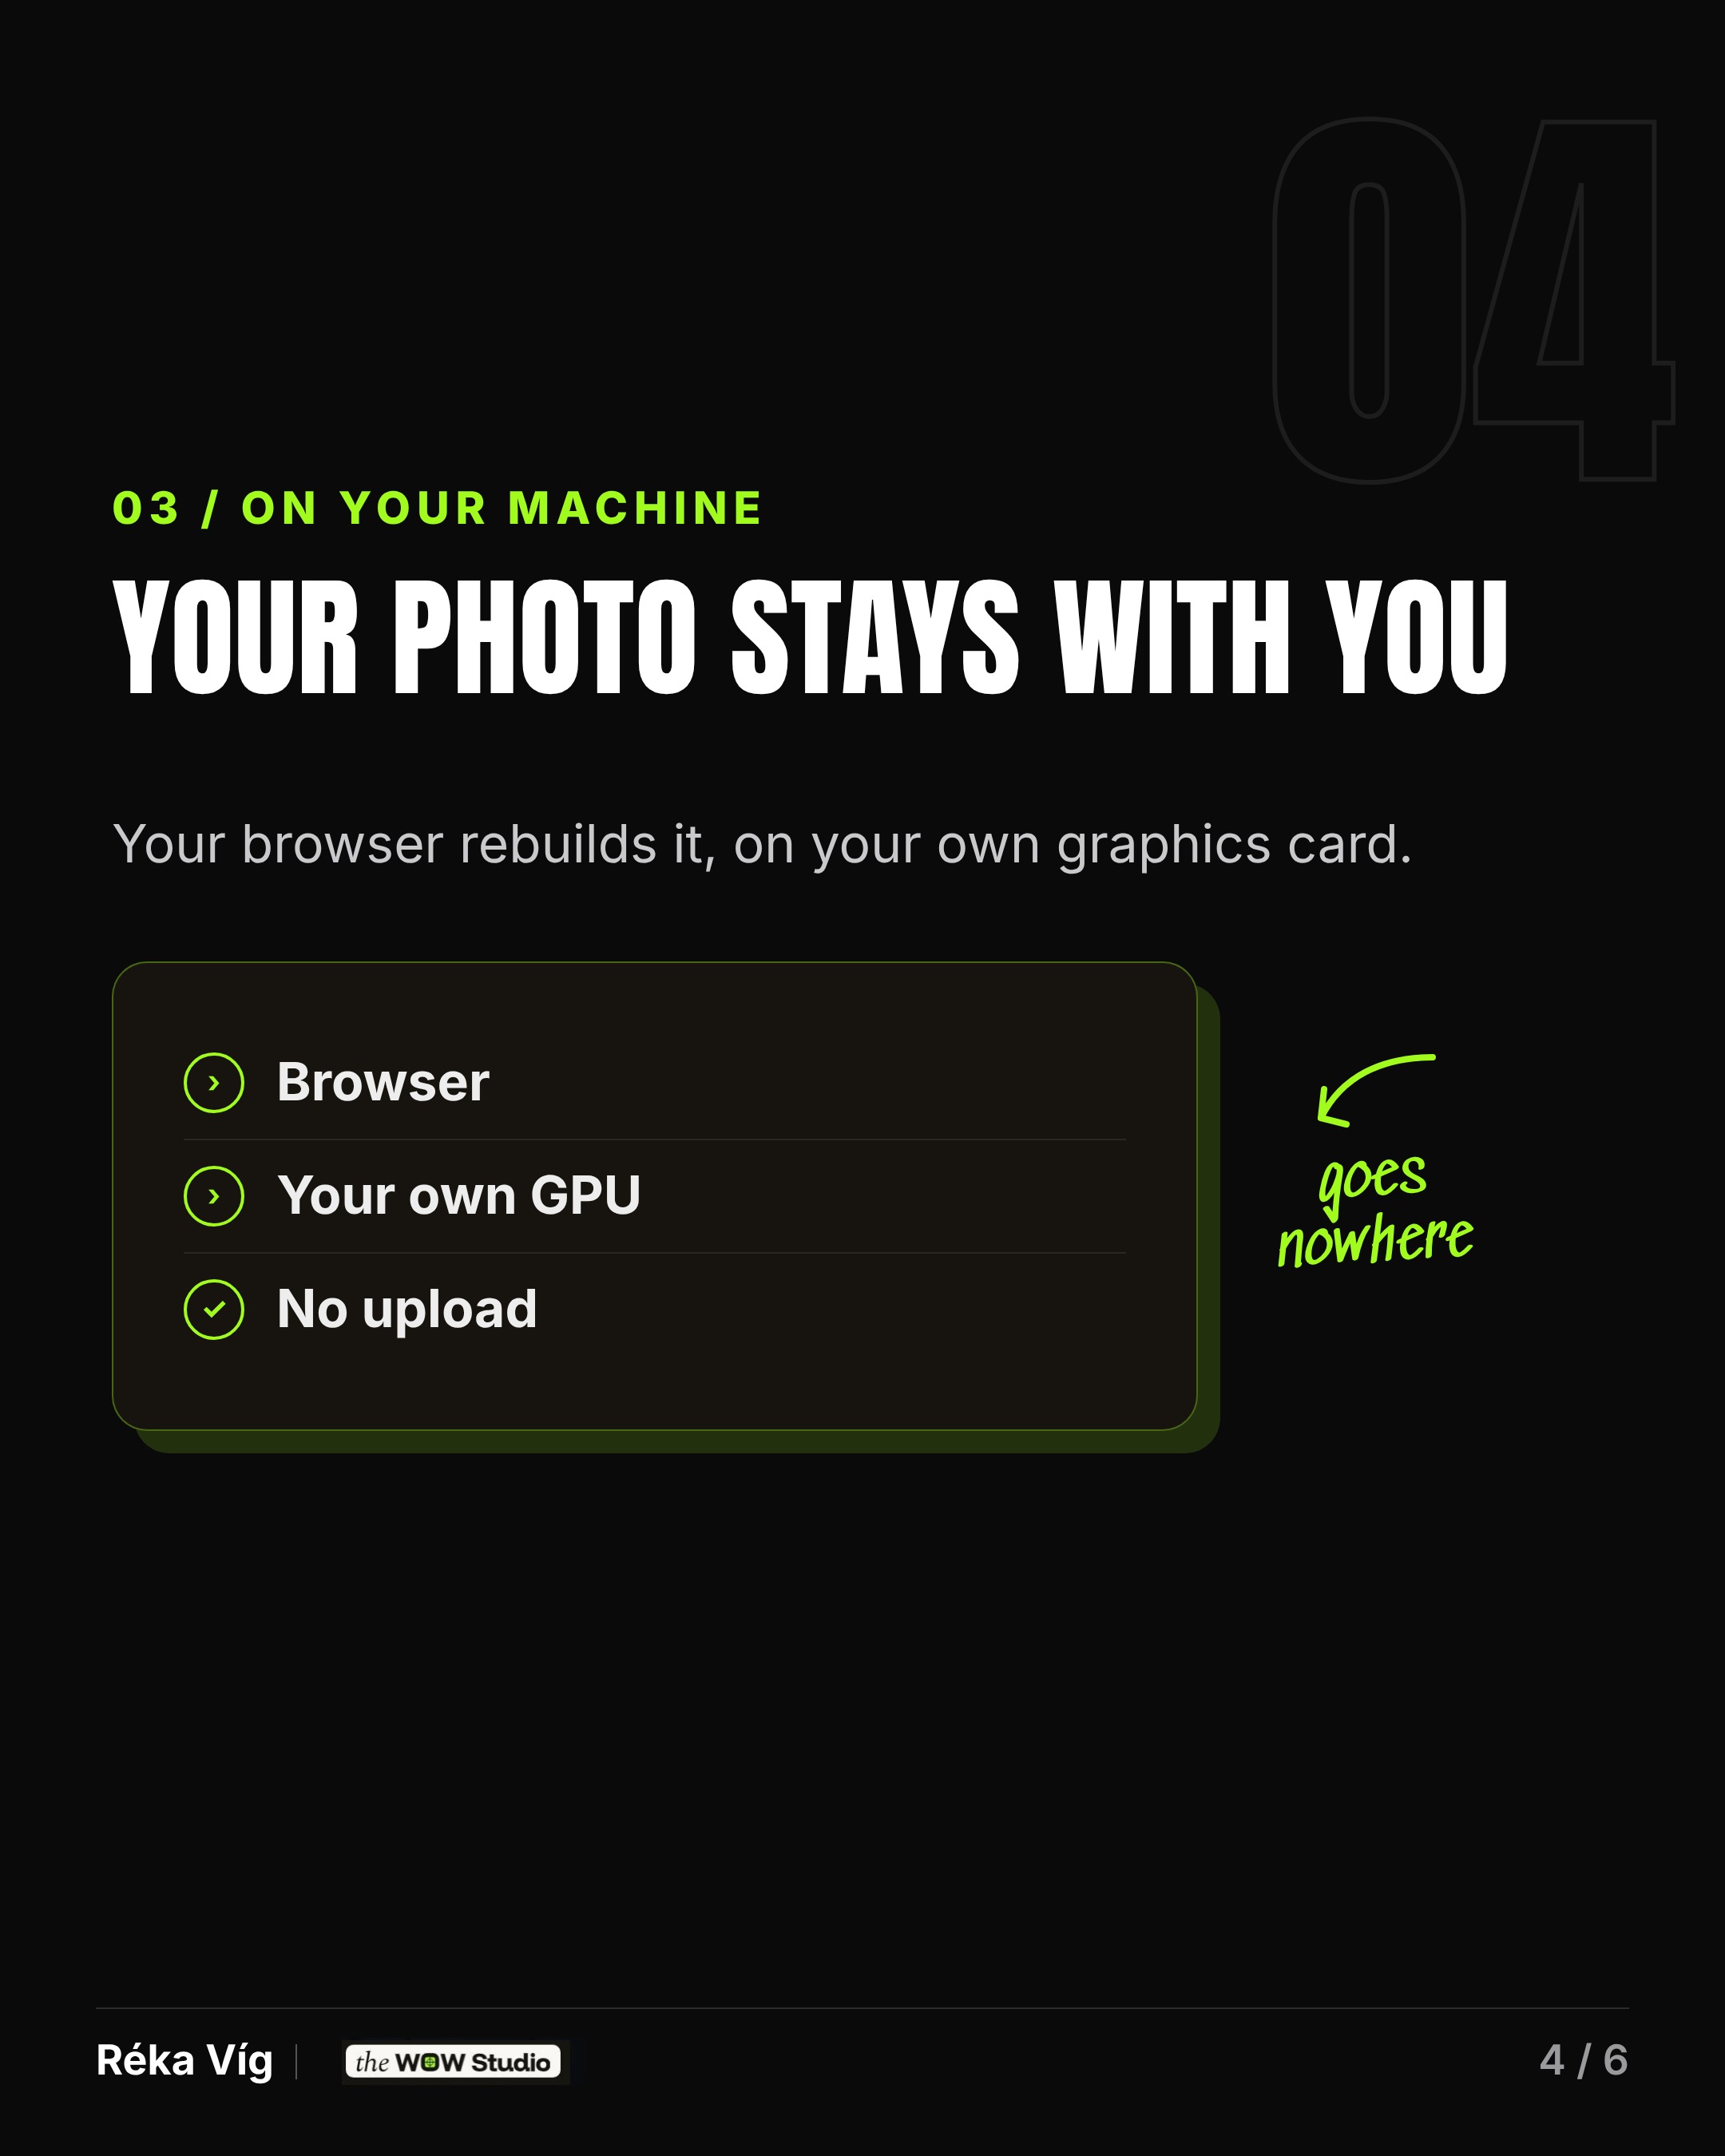 04
03 / ON YOUR MACHINE
YOUR PHOTO STAYS WITH YOU
Your browser rebuilds it, on your own graphics card.
Browser
Your own GPU
No upload
goes
nowhere
Réka Víg
the WOW Studio
4 / 6